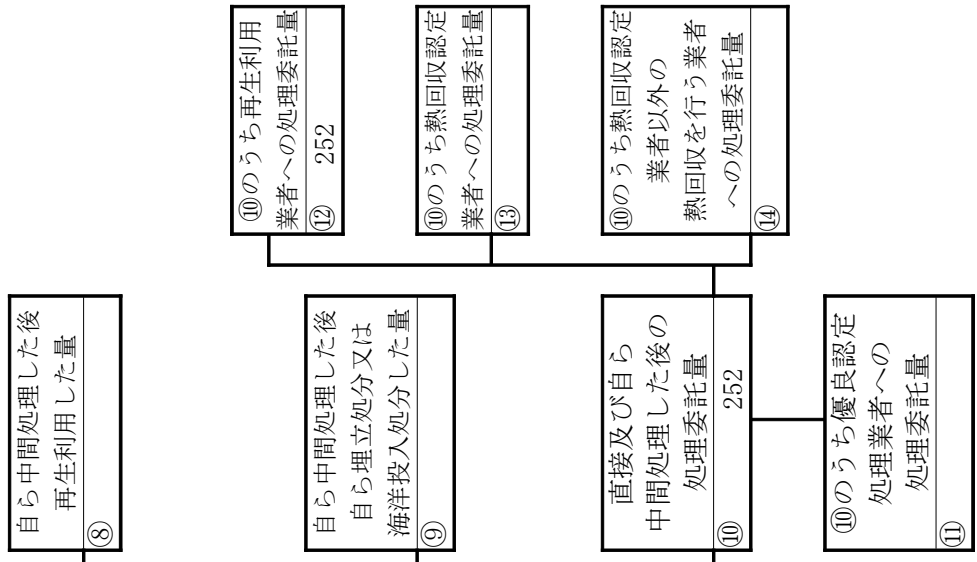 自ら中間処理した後
再生利用した量
⑧
自ら中間処理した後
自ら埋立処分又は
海洋投入処分した量
⑨
直接及び自ら
中間処理した後の
処理委託量
⑩ 252
⑩のうち優良認定
処理業者への
処理委託量
⑪
⑩のうち再生利用
業者への処理委託量
⑫ 252
⑩のうち熱回収認定
業者への処理委託量
⑬
⑩のうち熱回収認定
業者以外の
熱回収を行う業者
への処理委託量
⑭